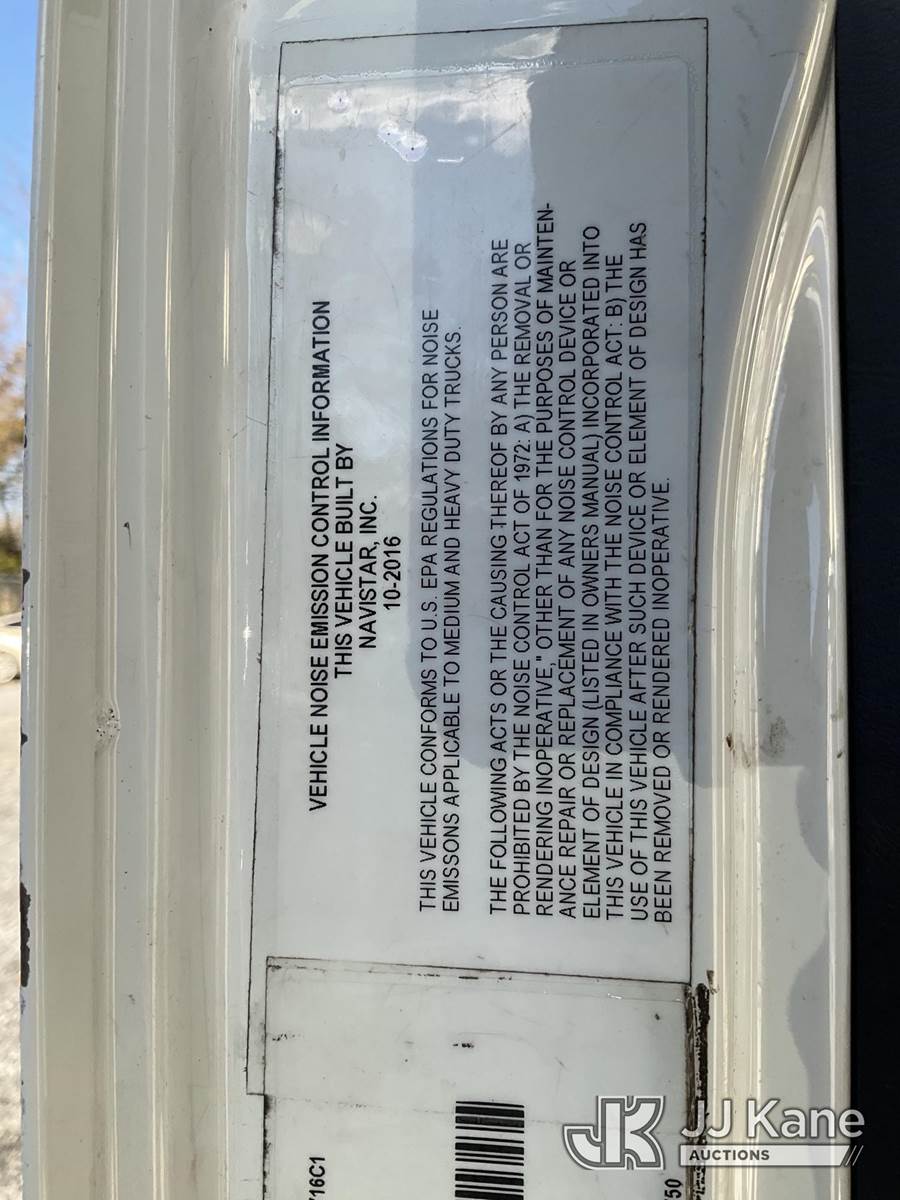 VEHICLE NOISE EMISSION CONTROL INFORMATION
THIS VEHICLE BUILT BY
NAVISTAR, INC.
10-2016
THIS VEHICLE CONFORMS TO U.S. EPA REGULATIONS FOR NOISE
EMISSONS APPLICABLE TO MEDIUM AND HEAVY DUTY TRUCKS.
THE FOLLOWING ACTS OR THE CAUSING THEREOF BY ANY PERSON ARE
PROHIBITED BY THE NOISE CONTROL ACT OF 1972: A) THE REMOVAL OR
RENDERING INOPERATIVE," OTHER THAN FOR THE PURPOSES OF MAINTEN-
ANCE REPAIR OR REPLACEMENT OF ANY NOISE CONTROL DEVICE OR
ELEMENT OF DESIGN (LISTED IN OWNERS MANUAL) INCORPORATED INTO
THIS VEHICLE IN COMPLIANCE WITH THE NOISE CONTROL ACT: B) THE
USE OF THIS VEHICLE AFTER SUCH DEVICE OR ELEMENT OF DESIGN HAS
BEEN REMOVED OR RENDERED INOPERATIVE.
716C1
750
JK JJ Kane
AUCTIONS